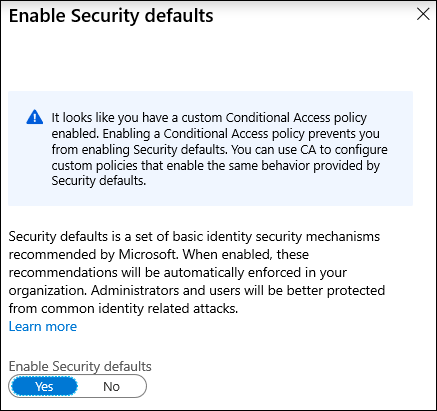 Enable Security defaults
It looks like you have a custom Conditional Access policy
enabled. Enabling a Conditional Access policy prevents you
from enabling Security defaults. You can use CA to configure
custom policies that enable the same behavior provided by
Security defaults.
Security defaults is a set of basic identity security mechanisms
recommended by Microsoft. When enabled, these
recommendations will be automatically enforced in your
organization. Administrators and users will be better protected
from common identity related attacks.
Learn more
Enable Security defaults
Yes No